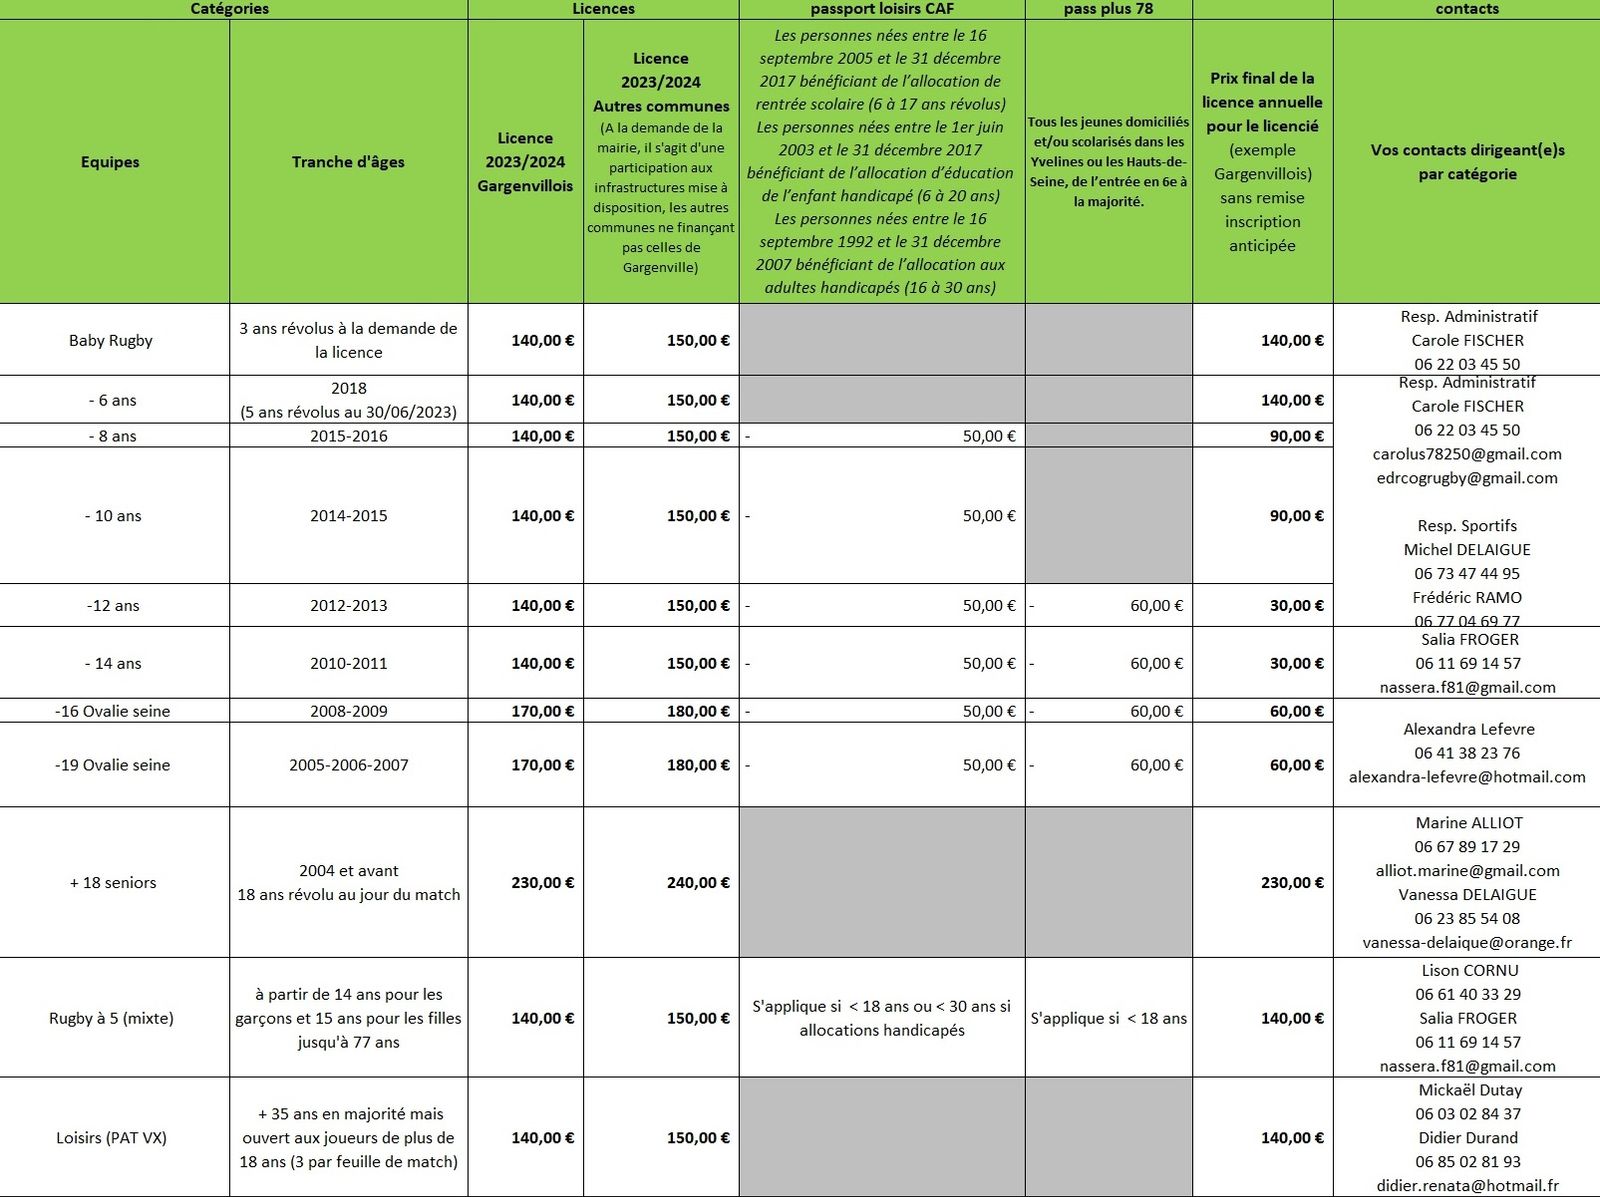 Catégories
Licences
passport loisirs CAF
pass plus 78
contacts
Equipes
Tranche d'âges
Licence
2023/2024
Gargenvillois
Licence
2023/2024
Autres communes
(A la demande de la
mairie, il s'agit d'une
participation aux
infrastructures mise à
disposition, les autres
communes ne finançant
pas celles de
Gargenville)
Les personnes nées entre le 16
septembre 2005 et le 31 décembre
2017 bénéficiant de l’allocation de
rentrée scolaire (6 à 17 ans révolus)
Les personnes nées entre le 1er juin
2003 et le 31 décembre 2017
bénéficiant de l’allocation d’éducation
de l’enfant handicapé (6 à 20 ans)
Les personnes nées entre le 16
septembre 1992 et le 31 décembre
2007 bénéficiant de l’allocation aux
adultes handicapés (16 à 30 ans)
Tous les jeunes domiciliés
et/ou scolarisés dans les
Yvelines ou les Hauts-de-
Seine, de l’entrée en 6e à
la majorité.
Prix final de la
licence annuelle
pour le licencié
(exemple
Gargenvillois)
sans remise
inscription
anticipée
Vos contacts dirigeant(e)s
par catégorie
Baby Rugby
3 ans révolus à la demande de
la licence
140,00 €
150,00 €
140,00 €
Resp. Administratif
Carole FISCHER
06 22 03 45 50
- 6 ans
2018
(5 ans révolus au 30/06/2023)
140,00 €
150,00 €
140,00 €
- 8 ans
2015-2016
140,00 €
150,00 €
- 50,00 €
90,00 €
- 10 ans
2014-2015
140,00 €
150,00 €
- 50,00 €
90,00 €
-12 ans
2012-2013
140,00 €
150,00 €
- 50,00 €
- 60,00 €
30,00 €
Resp. Administratif
Carole FISCHER
06 22 03 45 50
carolus78250@gmail.com
edrcogrugby@gmail.com
Resp. Sportifs
Michel DELAIGUE
06 73 47 44 95
Frédéric RAMO
06 77 04 69 77
- 14 ans
2010-2011
140,00 €
150,00 €
- 50,00 €
- 60,00 €
30,00 €
Salia FROGER
06 11 69 14 57
nassera.f81@gmail.com
-16 Ovalie seine
2008-2009
170,00 €
180,00 €
- 50,00 €
- 60,00 €
60,00 €
-19 Ovalie seine
2005-2006-2007
170,00 €
180,00 €
- 50,00 €
- 60,00 €
60,00 €
Alexandra Lefevre
06 41 38 23 76
alexandra-lefevre@hotmail.com
+ 18 seniors
2004 et avant
18 ans révolu au jour du match
230,00 €
240,00 €
230,00 €
Marine ALLIOT
06 67 89 17 29
alliot.marine@gmail.com
Vanessa DELAIGUE
06 23 85 54 08
vanessa-delaique@orange.fr
Rugby à 5 (mixte)
à partir de 14 ans pour les
garçons et 15 ans pour les filles
jusqu'à 77 ans
140,00 €
150,00 €
S'applique si < 18 ans ou < 30 ans si
allocations handicapés
S'applique si < 18 ans
140,00 €
Lison CORNU
06 61 40 33 29
Salia FROGER
06 11 69 14 57
nassera.f81@gmail.com
Loisirs (PAT VX)
+ 35 ans en majorité mais
ouvert aux joueurs de plus de
18 ans (3 par feuille de match)
140,00 €
150,00 €
140,00 €
Mickaël Dutay
06 03 02 84 37
Didier Durand
06 85 02 81 93
didier.renata@hotmail.fr